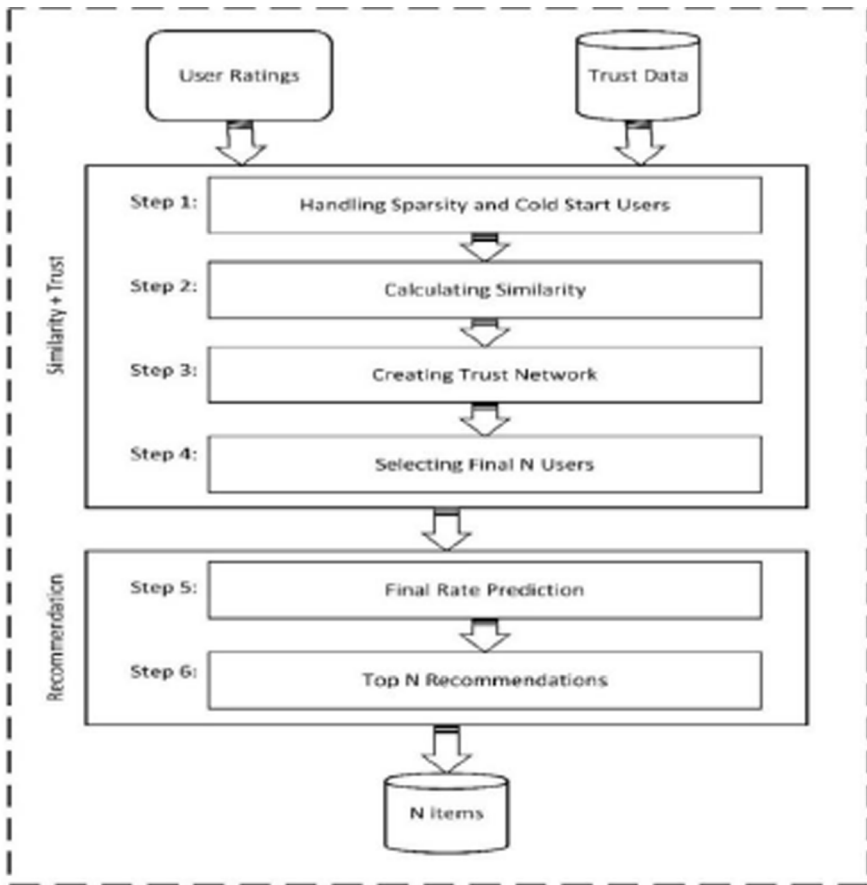 User Ratings
Trust Data
Similarity + Trust
Step 1:
Handling Sparsity and Cold Start Users
Step 2:
Calculating Similarity
Step 3:
Creating Trust Network
Step 4:
Selecting Final N Users
Recommendation
Step 5:
Final Rate Prediction
Step 6:
Top N Recommendations
N items